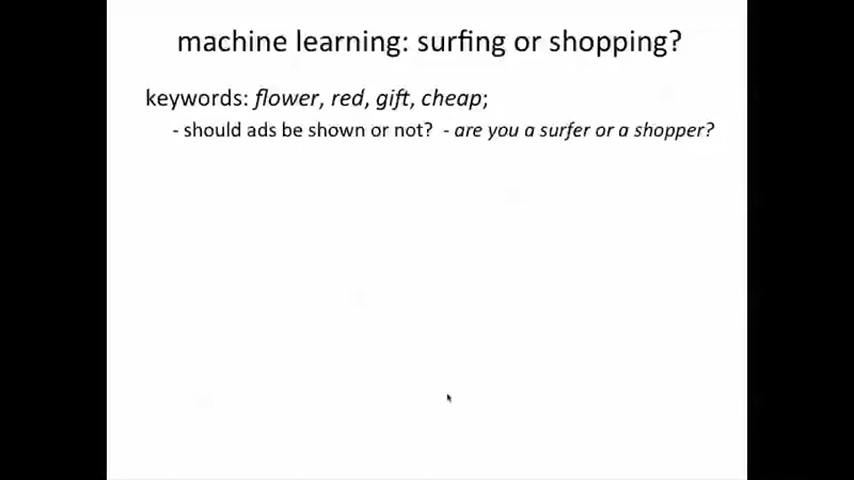 machine learning: surfing or shopping?
keywords: flower, red, gift, cheap;
- should ads be shown or not? - are you a surfer or a shopper?